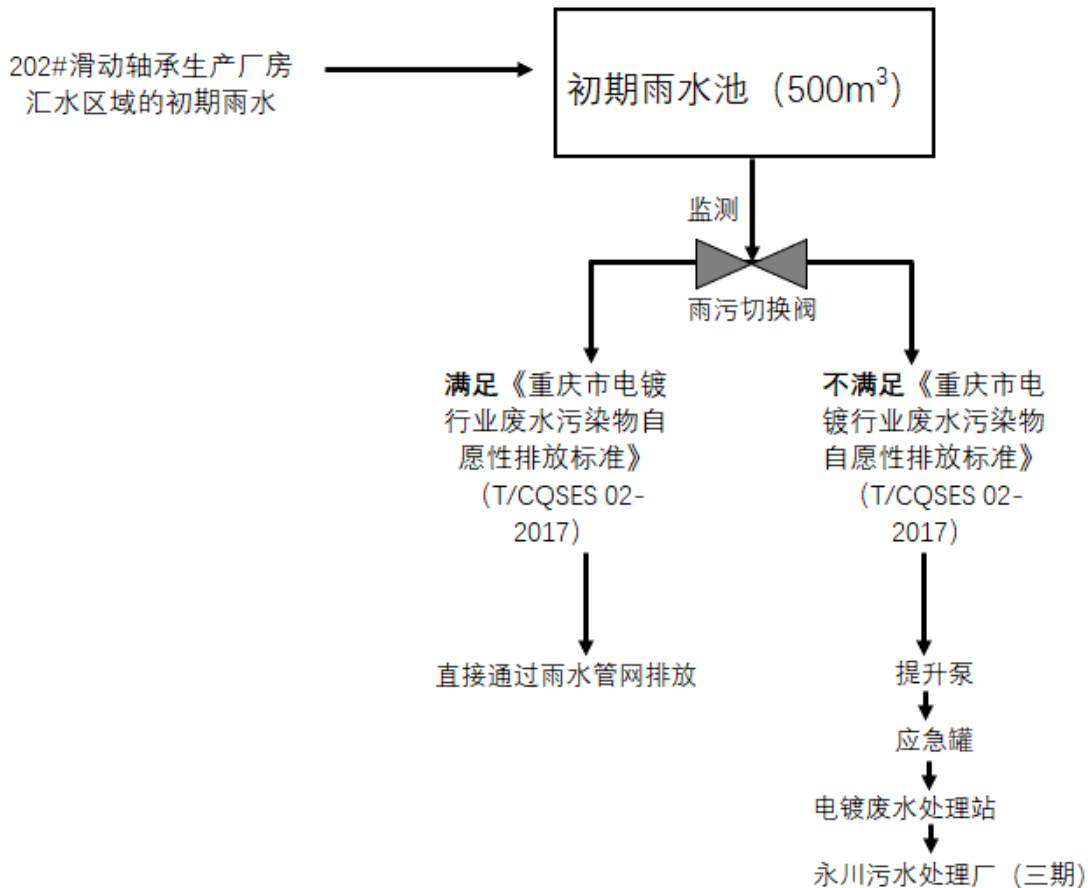 202#滑动轴承生产厂房
汇水区域的初期雨水
初期雨水池（500m³）
监测
雨污切换阀
满足《重庆市电镀
行业废水污染物自
愿性排放标准》
（T/CQSES 02-
2017）
不满足《重庆市电
镀行业废水污染物
自愿性排放标准》
（T/CQSES 02-
2017）
直接通过雨水管网排放
提升泵
应急罐
电镀废水处理站
永川污水处理厂（三期）